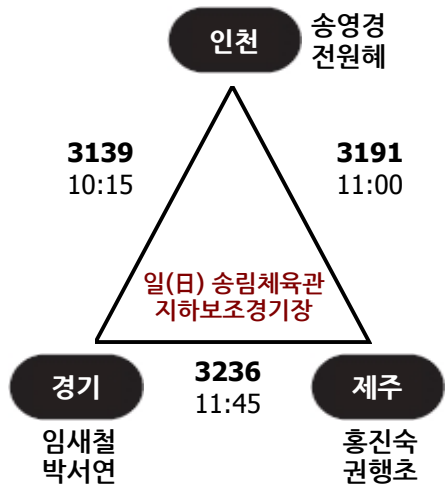 인천
송영경
전원혜
3139
10:15
3191
11:00
일(日) 송림체육관
지하보조경기장
경기
3236
11:45
제주
임새철
박서연
홍진숙
권행초